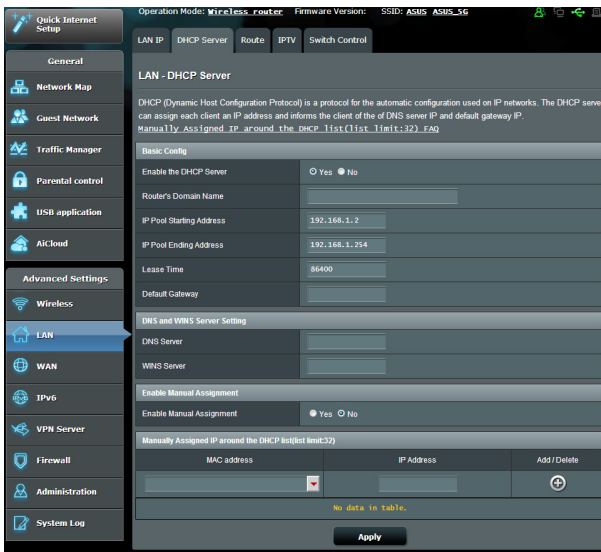 Quick Internet Setup
General
Network Map
Guest Network
Traffic Manager
Parental control
USB application
AiCloud
Advanced Settings
Wireless
LAN
WAN
IPv6
VPN Server
Firewall
Administration
System Log
Operation Mode: Wireless router Firmware Version: SSID: ASUS ASUS_5G
LAN IP DHCP Server Route IPTV Switch Control
LAN - DHCP Server
DHCP (Dynamic Host Configuration Protocol) is a protocol for the automatic configuration used on IP networks. The DHCP serve
can assign each client an IP address and informs the client of the of DNS server IP and default gateway IP.
Manually Assigned IP around the DHCP list(list limit:32) FAQ
Basic Config
Enable the DHCP Server Yes No
Router's Domain Name
IP Pool Starting Address 192.168.1.2
IP Pool Ending Address 192.168.1.254
Lease Time 86400
Default Gateway
DNS and WINS Server Setting
DNS Server
WINS Server
Enable Manual Assignment
Enable Manual Assignment Yes No
Manually Assigned IP around the DHCP list(list limit:32)
MAC address IP Address Add / Delete
No data in table.
Apply